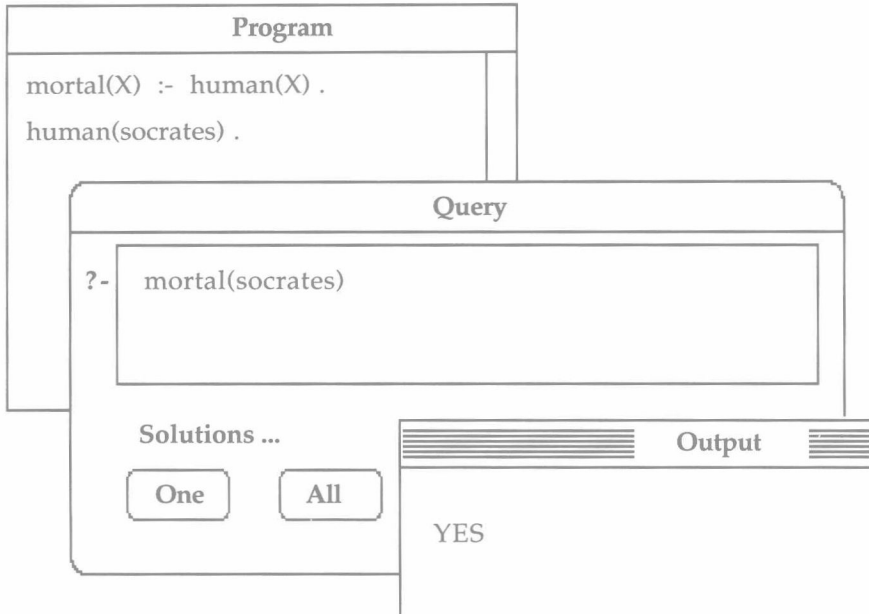 Program
mortal(X) :- human(X) .
human(socrates) .
Query
?- mortal(socrates)
Solutions ...
One All
Output
YES